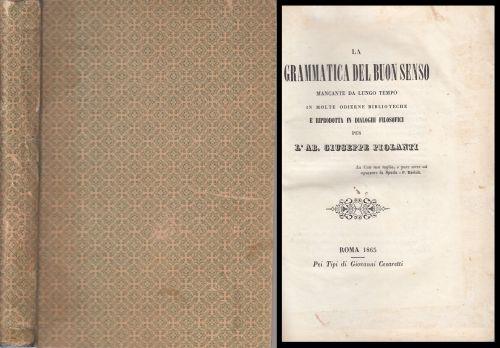 LA
GRAMMATICA DEL BUON SENSO
MANCANTE DA LUNGO TEMPO
IN MOLTE ODIERNE BIBLIOTECHE
E RIPRODOTTA IN DIALOGHI FILOSOFICI
PER
L'AB. GIUSEPPE PIOLANTI
ROMA 1865
Pei Tipi di Giovanni Cesaretti